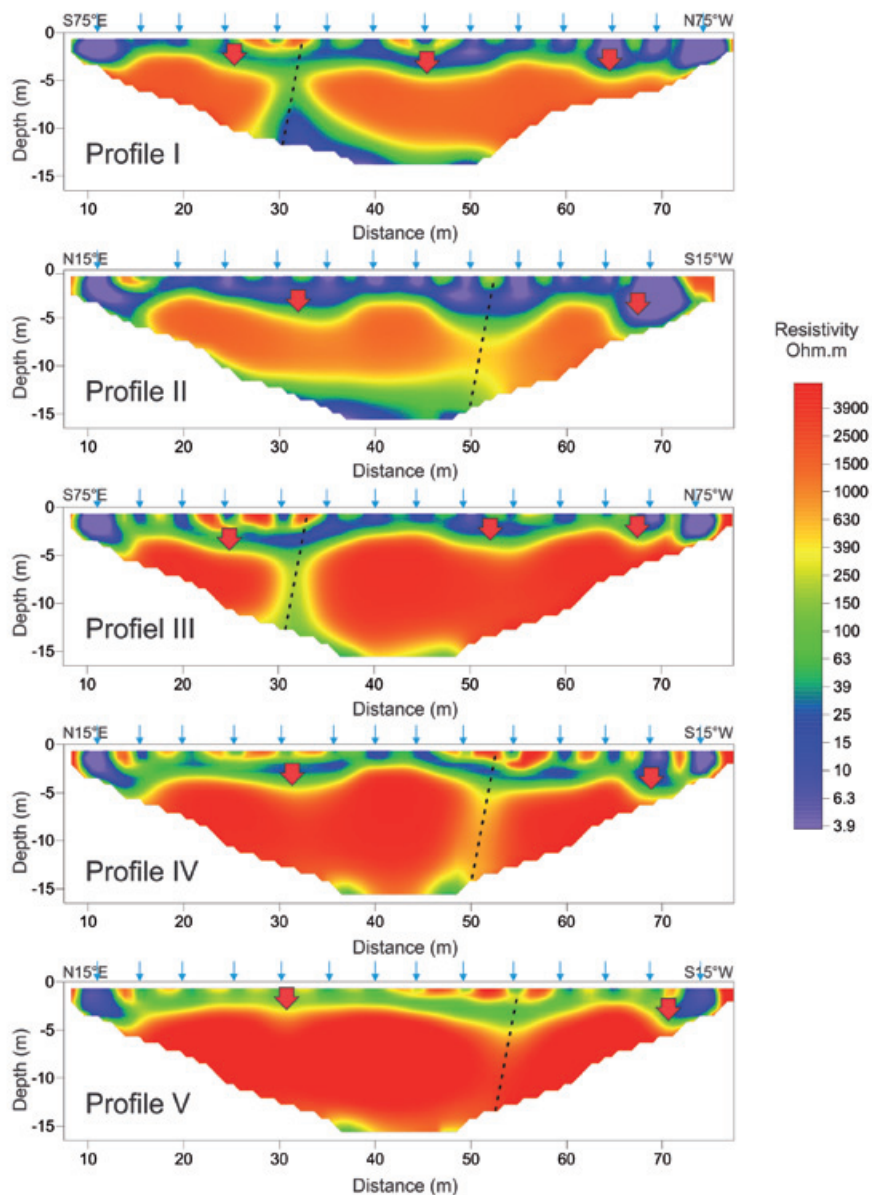 S75°E N75°W
0
-5
-10
-15
Depth (m)
Profile I
10 20 30 40 50 60 70
Distance (m)
N15°E S15°W
0
-5
-10
-15
Depth (m)
Profile II
10 20 30 40 50 60 70
Distance (m)
S75°E N75°W
0
-5
-10
-15
Depth (m)
Profiel III
10 20 30 40 50 60 70
Distance (m)
N15°E S15°W
0
-5
-10
-15
Depth (m)
Profile IV
10 20 30 40 50 60 70
Distance (m)
N15°E S15°W
0
-5
-10
-15
Depth (m)
Profile V
10 20 30 40 50 60 70
Distance (m)
Resistivity
Ohm.m
3900
2500
1500
1000
630
390
250
150
100
63
39
25
15
10
6.3
3.9